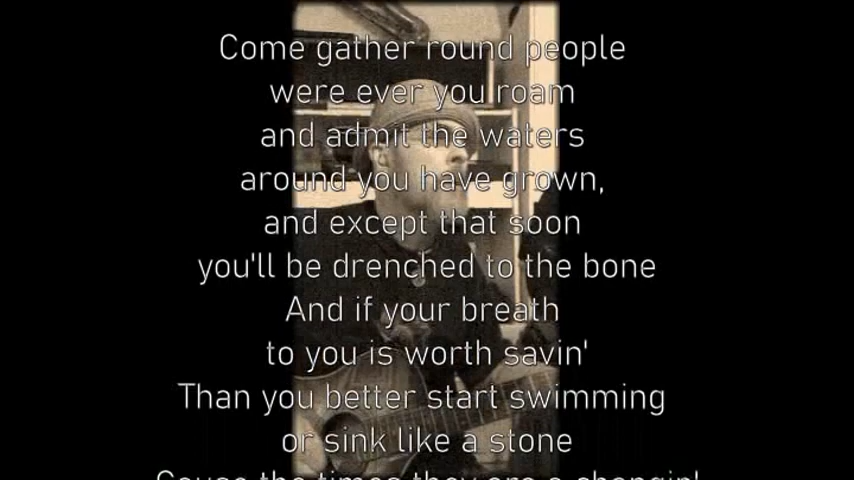 Come gather round people
were ever you roam
and admit the waters
around you have grown,
and except that soon
you'll be drenched to the bone
And if your breath
to you is worth savin'
Than you better start swimming
or sink like a stone
Cause the times they are a changin'